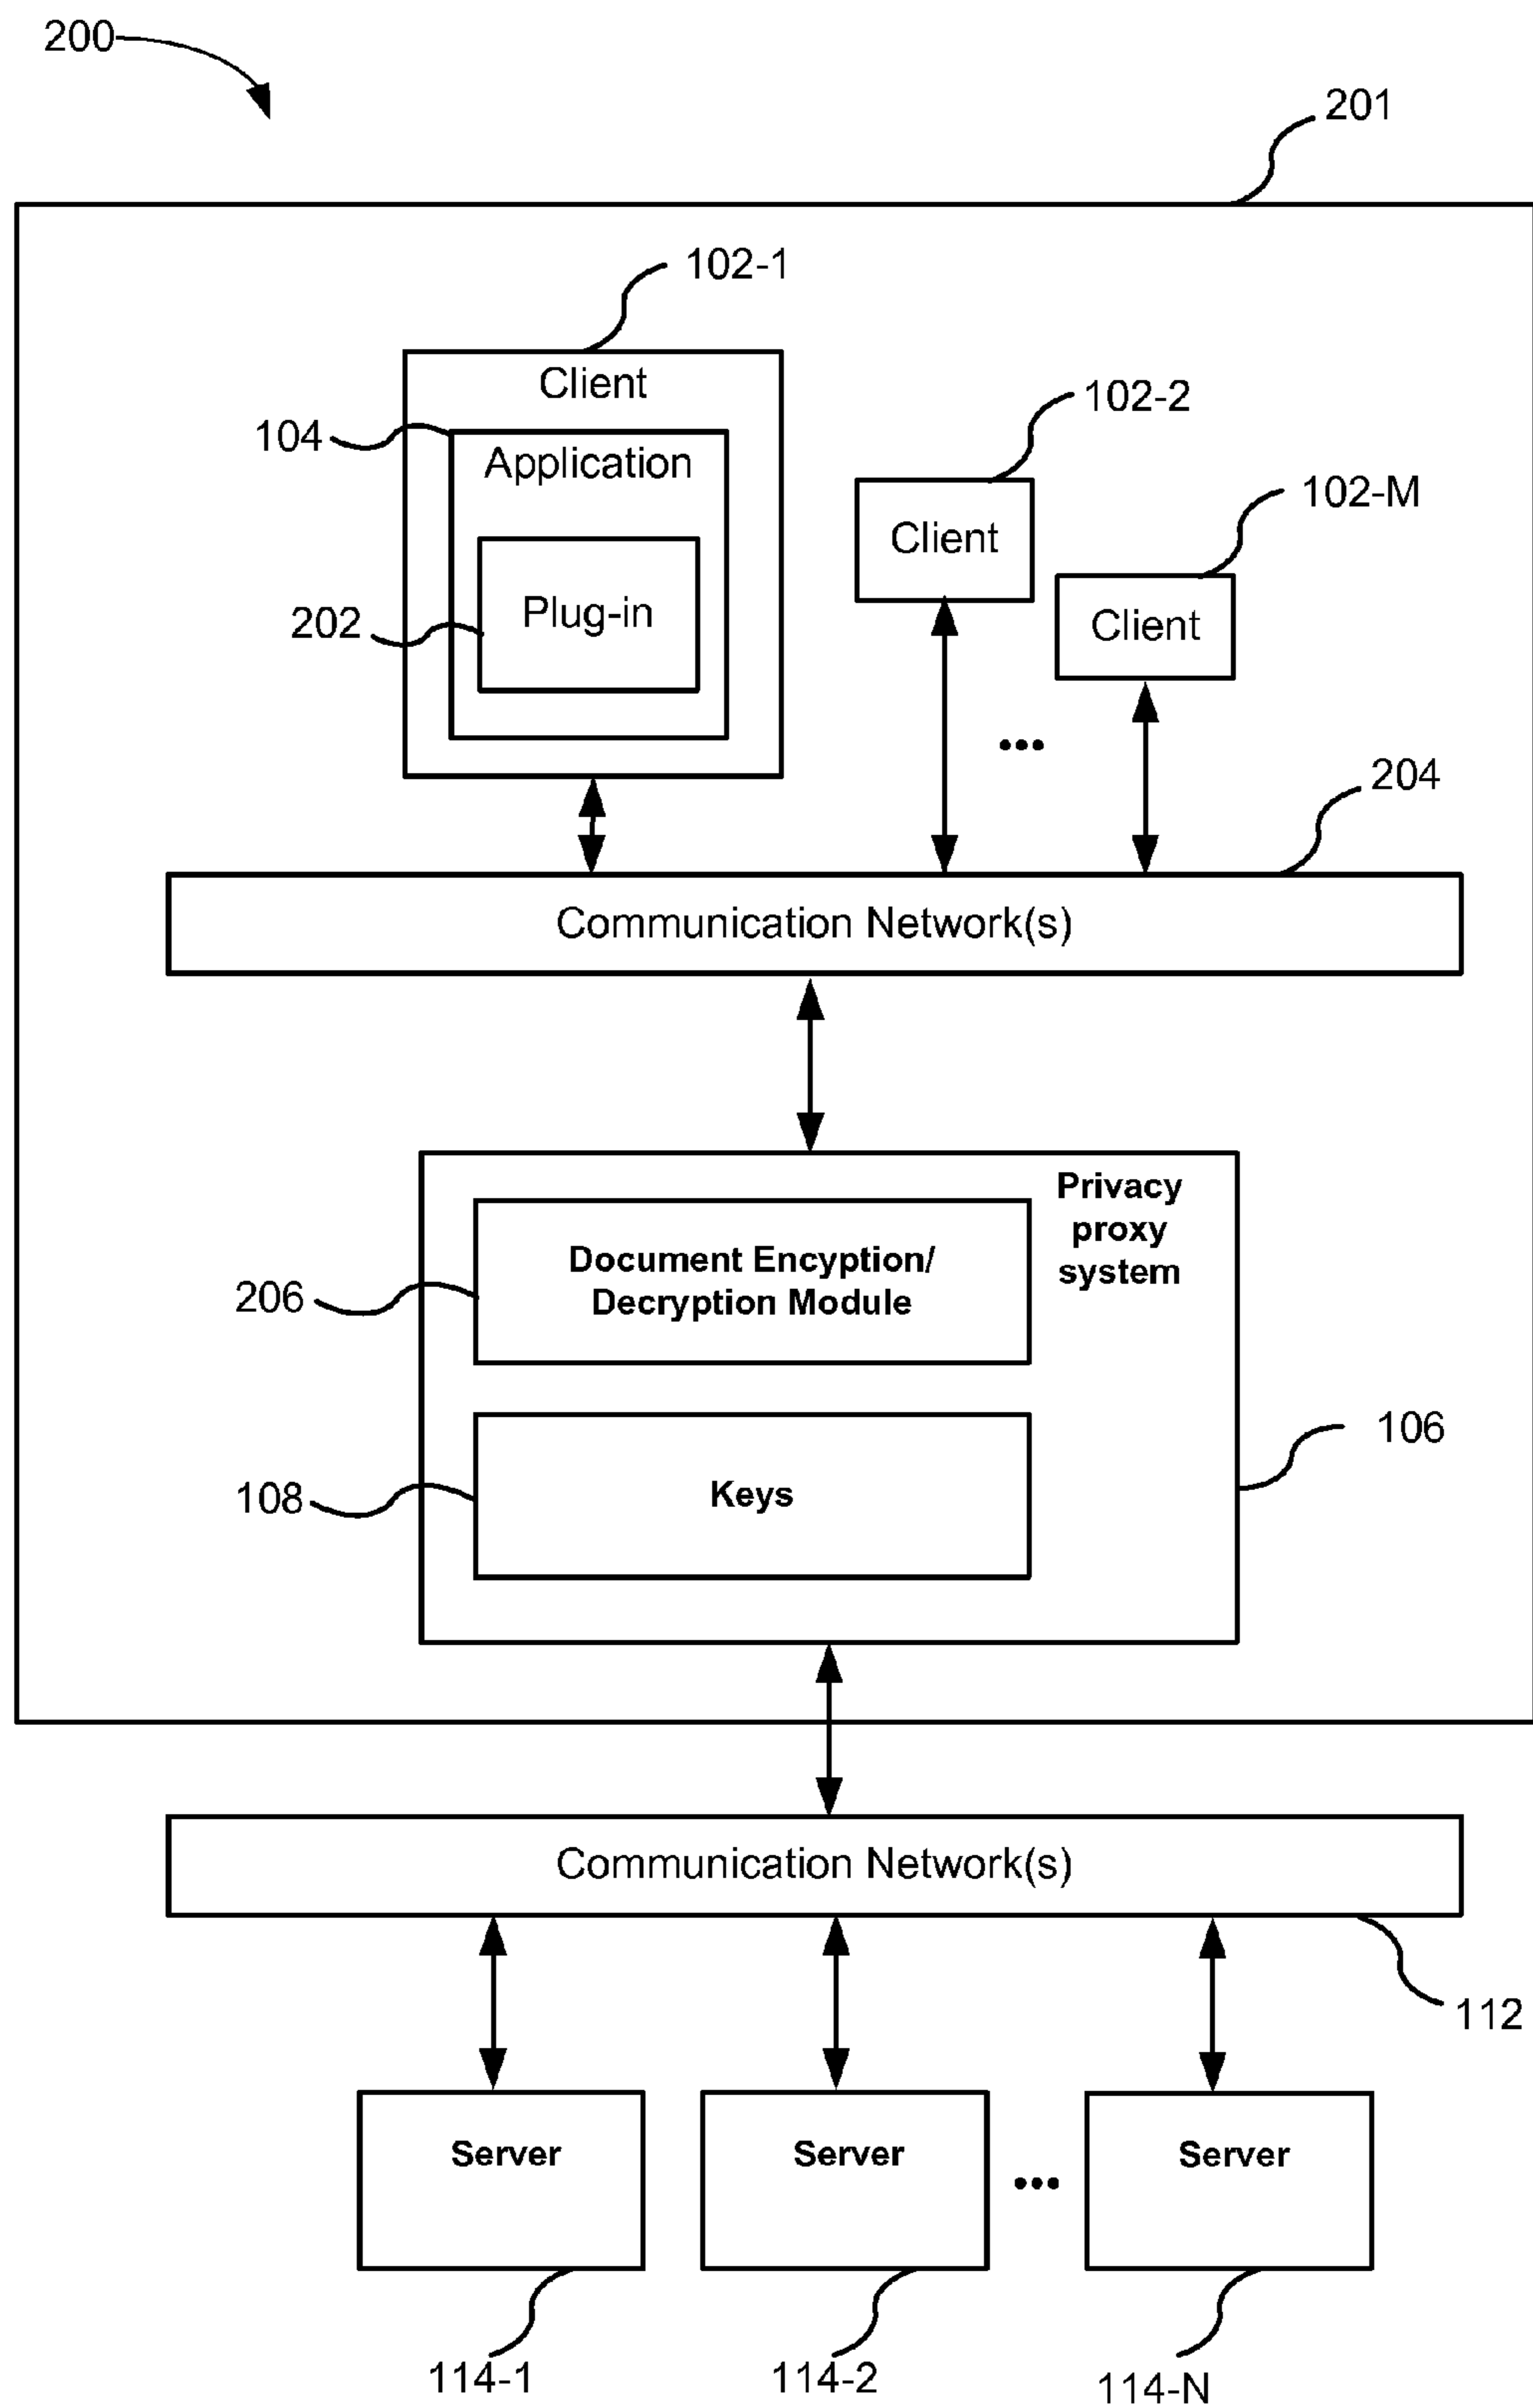 200
201
102-1
Client
104
Application
102-2
102-M
Client
Client
202
Plug-in
...
204
Communication Network(s)
Privacy
proxy
system
Document Encyption/
Decryption Module
206
106
108
Keys
Communication Network(s)
112
Server
Server
...
Server
114-1
114-2
114-N